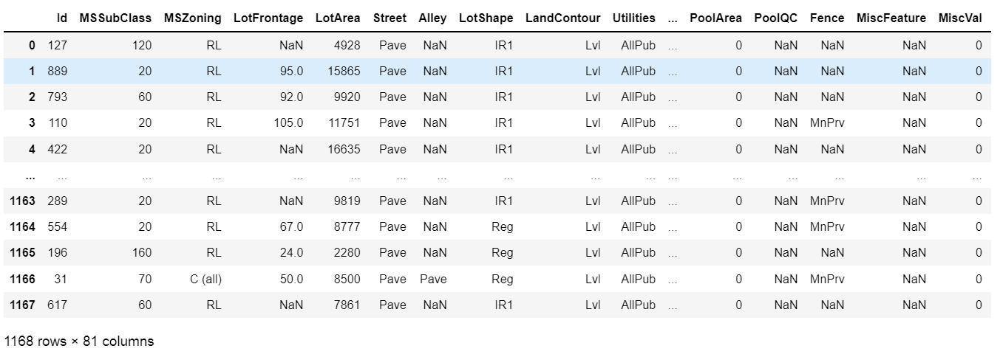 Id MSSubClass MSZoning LotFrontage LotArea Street Alley LotShape LandContour Utilities ... PoolArea PoolQC Fence MiscFeature MiscVal
0 127 120 RL NaN 4928 Pave NaN IR1 Lvl AllPub ... 0 NaN NaN NaN 0
1 889 20 RL 95.0 15865 Pave NaN IR1 Lvl AllPub ... 0 NaN NaN NaN 0
2 793 60 RL 92.0 9920 Pave NaN IR1 Lvl AllPub ... 0 NaN NaN NaN 0
3 110 20 RL 105.0 11751 Pave NaN IR1 Lvl AllPub ... 0 NaN MnPrv NaN 0
4 422 20 RL NaN 16635 Pave NaN IR1 Lvl AllPub ... 0 NaN NaN NaN 0
... ... ... ... ... ... ... ... ... ... ... ... ... ... ... ... ...
1163 289 20 RL NaN 9819 Pave NaN IR1 Lvl AllPub ... 0 NaN MnPrv NaN 0
1164 554 20 RL 67.0 8777 Pave NaN Reg Lvl AllPub ... 0 NaN MnPrv NaN 0
1165 196 160 RL 24.0 2280 Pave NaN Reg Lvl AllPub ... 0 NaN NaN NaN 0
1166 31 70 C (all) 50.0 8500 Pave Pave Reg Lvl AllPub ... 0 NaN MnPrv NaN 0
1167 617 60 RL NaN 7861 Pave NaN IR1 Lvl AllPub ... 0 NaN NaN NaN 0
1168 rows × 81 columns